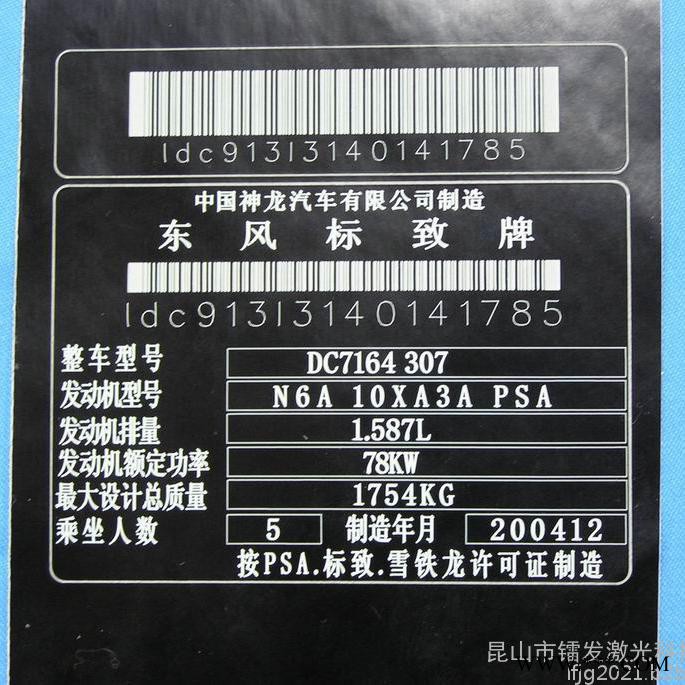 ldc913l3140141785
中国神龙汽车有限公司制造
东风标致牌
ldc913l3140141785
整车型号 DC7164 307
发动机型号 N6A 10XA3A PSA
发动机排量 1.587L
发动机额定功率 78KW
最大设计总质量 1754KG
乘坐人数 5 制造年月 200412
按PSA.标致.雪铁龙许可证制造
昆山市镭发激光科